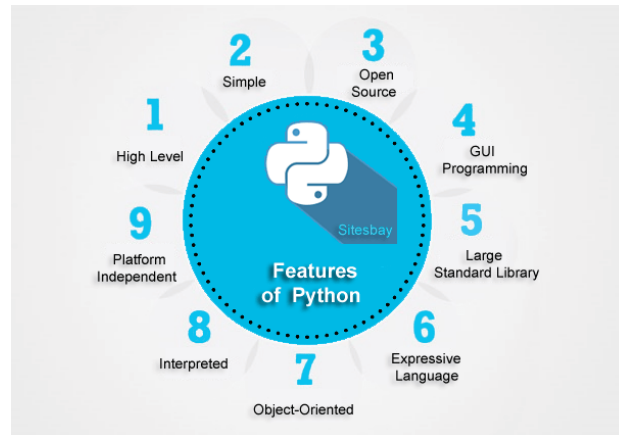 1
High Level
2
Simple
3
Open
Source
4
GUI
Programming
5
Large
Standard Library
6
Expressive
Language
7
Object-Oriented
8
Interpreted
9
Platform
Independent
Sitesbay
Features
of Python